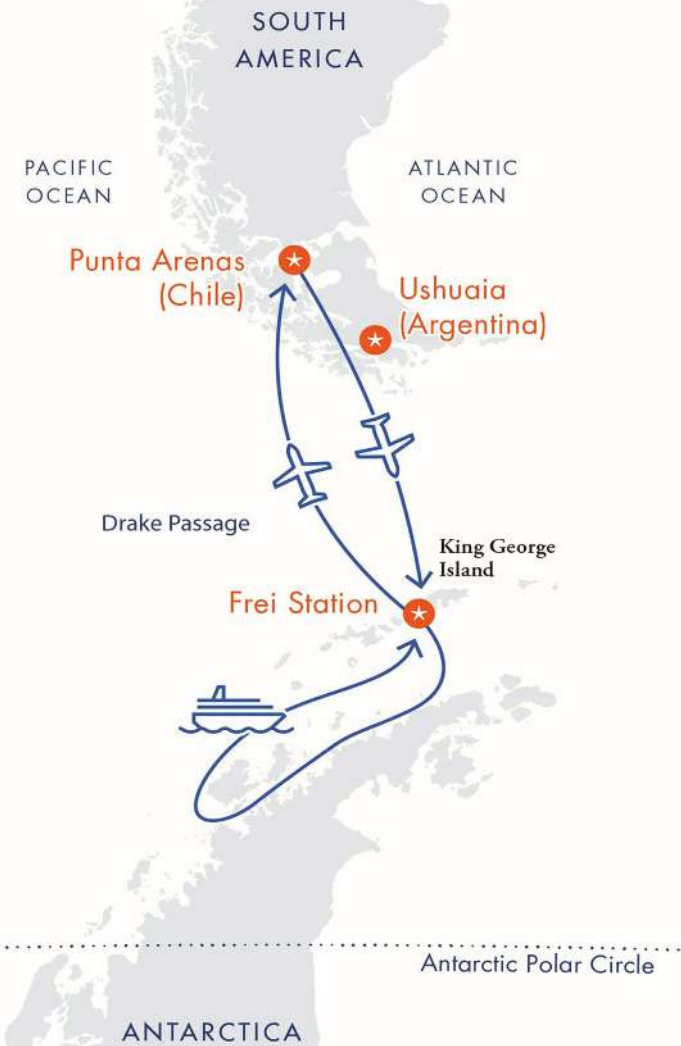 SOUTH
AMERICA
PACIFIC
OCEAN
ATLANTIC
OCEAN
Punta Arenas
(Chile)
Ushuaia
(Argentina)
Drake Passage
King George
Island
Frei Station
Antarctic Polar Circle
ANTARCTICA